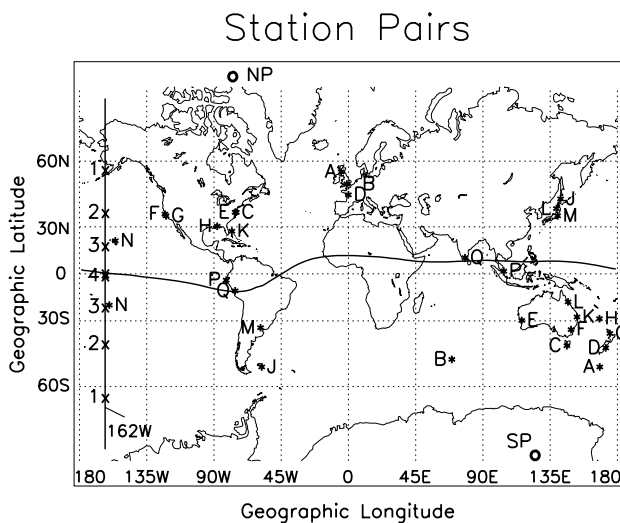 Station Pairs
NP
60N
30N
0
30S
60S
Geographic Latitude
1
2
3
4
3
2
1
162W
N
N
F
G
E
C
H
K
P
Q
M
J
A
B
D
B
Q
P
J
L
M
L
K
H
E
F
G
C
D
A
SP
180
135W
90W
45W
0
45E
90E
135E
180
Geographic Longitude